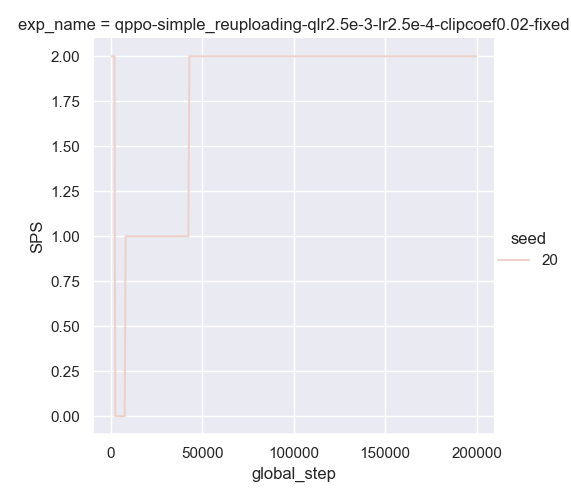 exp_name = qppo-simple_reuploading-qlr2.5e-3-lr2.5e-4-clipcoef0.02-fixed
2.00
1.75
1.50
1.25
1.00
0.75
0.50
0.25
0.00
SPS
0 50000 100000 150000 200000
global_step
seed
20